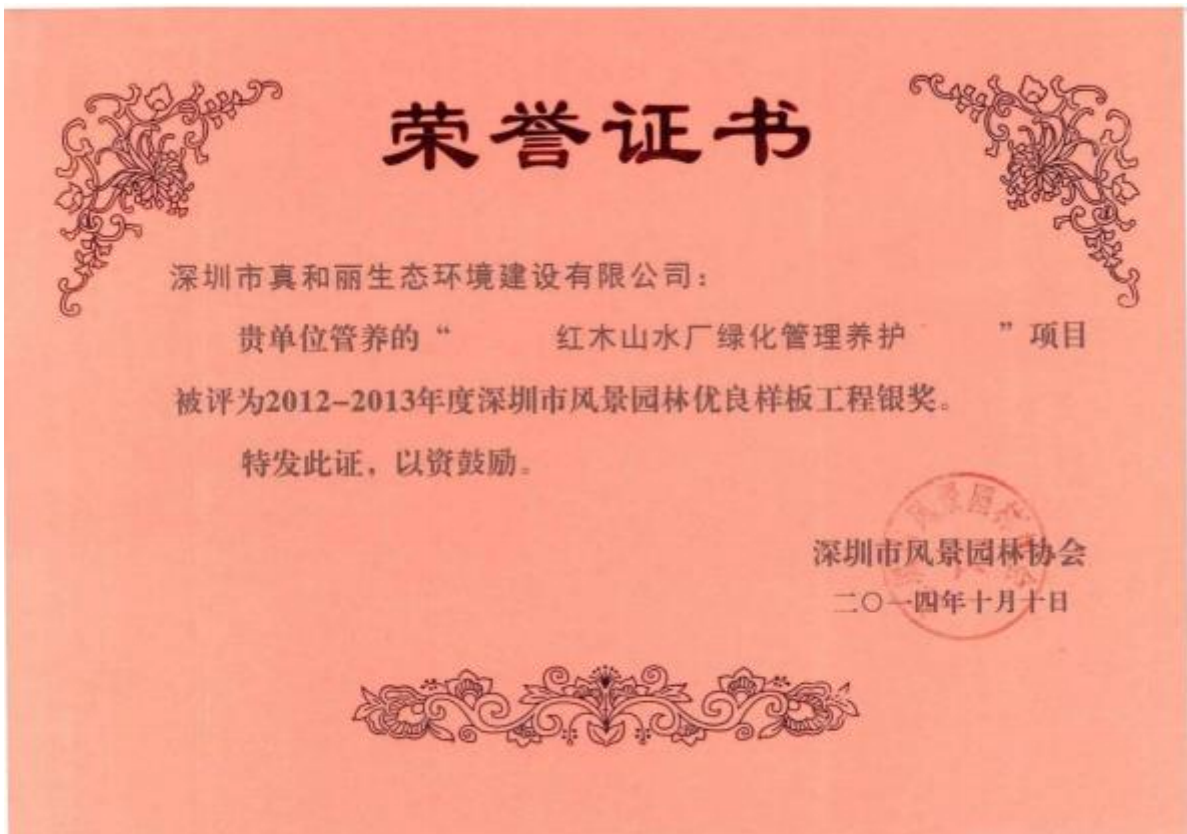 荣誉证书
深圳市真和丽生态环境建设有限公司：
贵单位管养的“ 红木山水厂绿化管理养护 ”项目
被评为2012-2013年度深圳市风景园林优良样板工程银奖。
特发此证，以资鼓励。
深圳市风景园林协会
二〇一四年十月十日